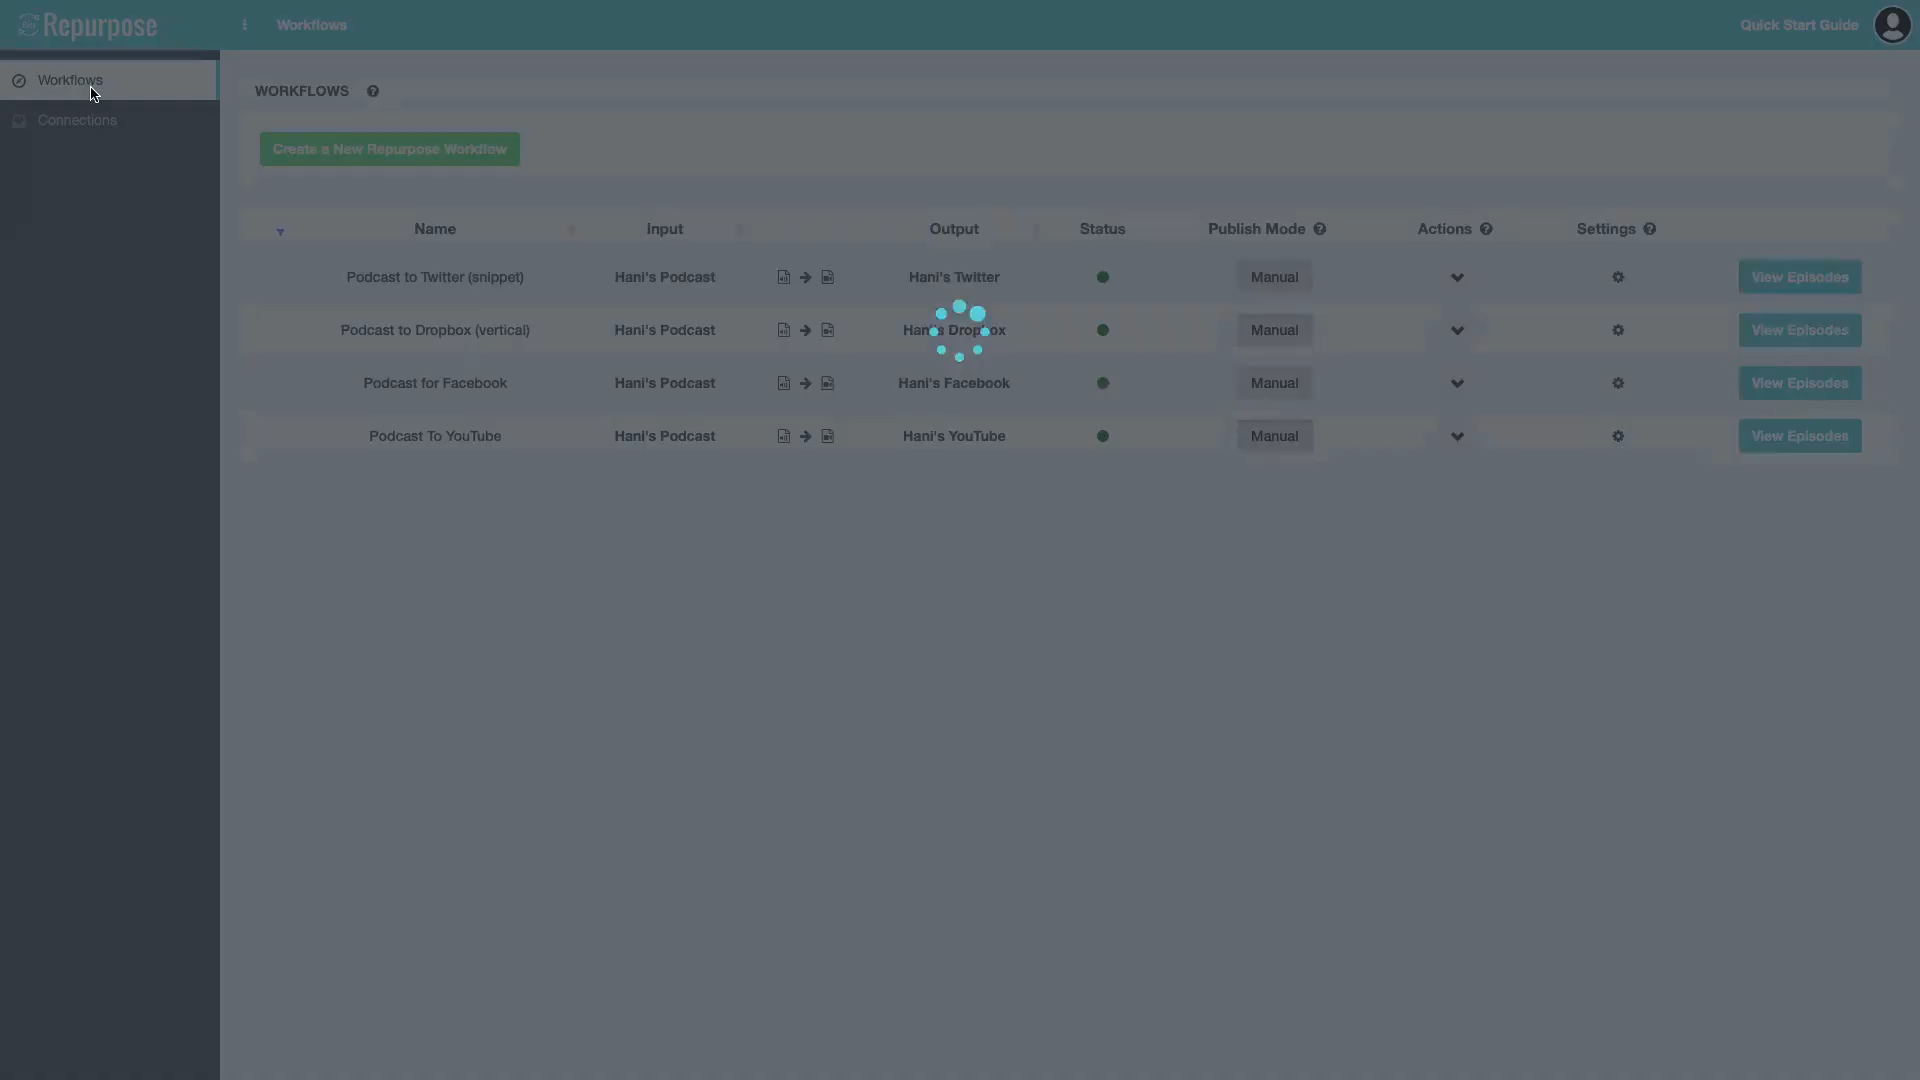 Repurpose
Workflows
Quick Start Guide
Workflows
Connections
WORKFLOWS
Create a New Repurpose Workflow
Name Input Output Status Publish Mode Actions Settings
Podcast to Twitter (snippet) Hani's Podcast Hani's Twitter Manual View Episodes
Podcast to Dropbox (vertical) Hani's Podcast Hani's Dropbox Manual View Episodes
Podcast for Facebook Hani's Podcast Hani's Facebook Manual View Episodes
Podcast To YouTube Hani's Podcast Hani's YouTube Manual View Episodes